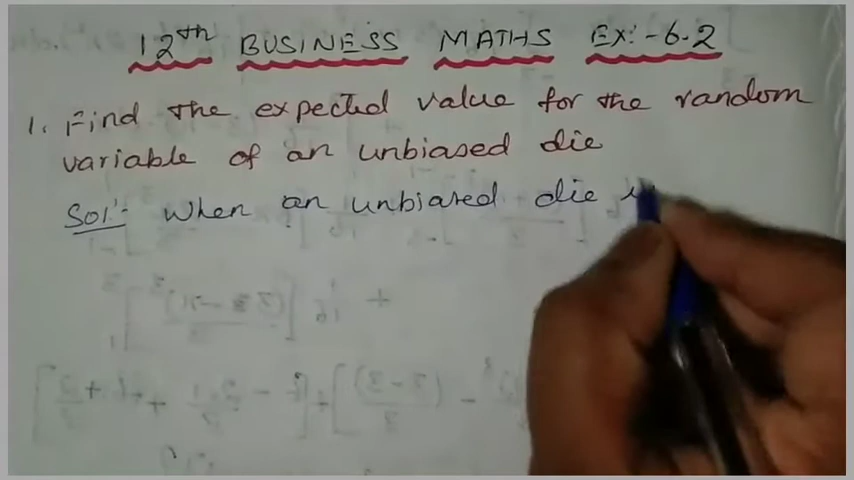 12th BUSINESS MATHS EX:-6.2
1. Find the expected value for the random
variable of an unbiased die
Sol:- When an unbiased die